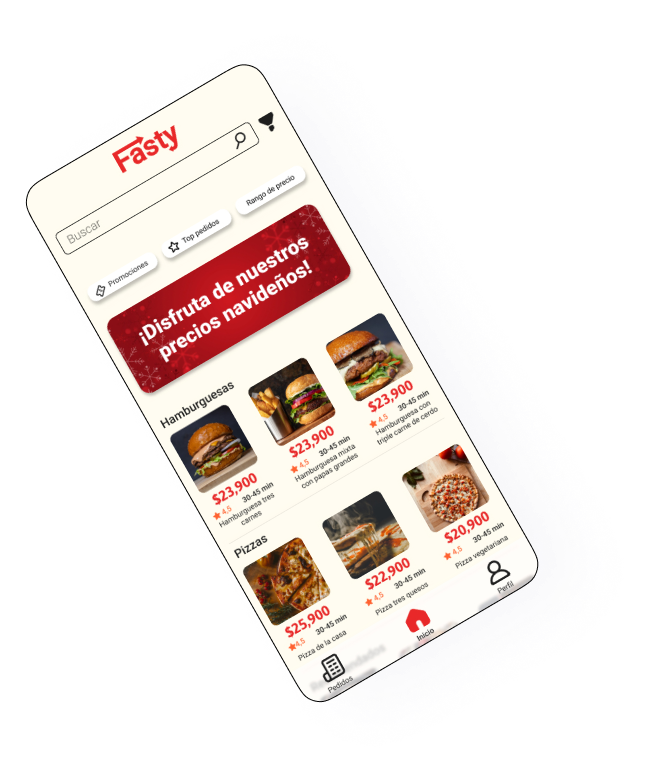 Fasty
Buscar
Promociones
Top pedidos
Rango de precio
¡Disfruta de nuestros
precios navideños!
Hamburguesas
$23,900
4,5 30-45 min
Hamburguesa tres
carnes
$23,900
4,5 30-45 min
Hamburguesa mixta
con papas grandes
$23,900
4,5 30-45 min
Hamburguesa con
triple carne de cerdo
Pizzas
$25,900
4,5 30-45 min
Pizza de la casa
$22,900
4,5 30-45 min
Pizza tres quesos
$20,900
4,5 30-45 min
Pizza vegetariana
Pedidos
Inicio
Perfil